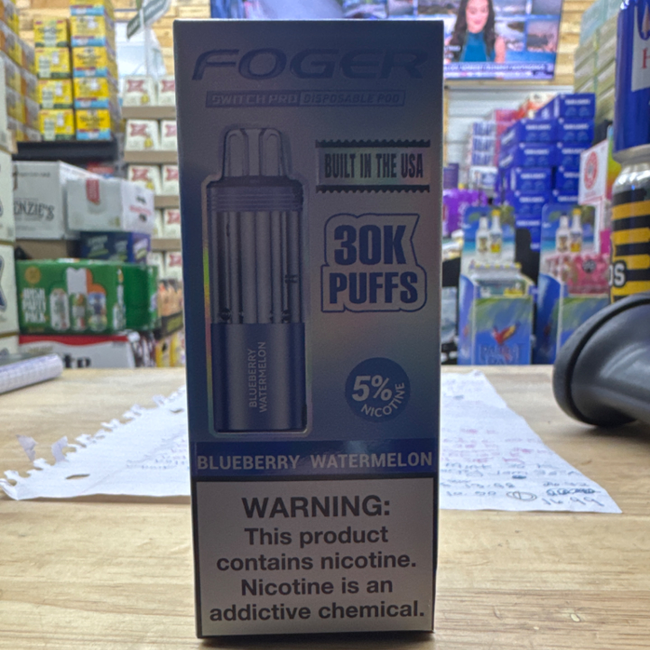 FOGER
SWITCH PRO DISPOSABLE POD
BUILT IN THE USA
30K
PUFFS
BLUEBERRY
WATERMELON
5%
NICOTINE
BLUEBERRY WATERMELON
WARNING:
This product
contains nicotine.
Nicotine is an
addictive chemical.